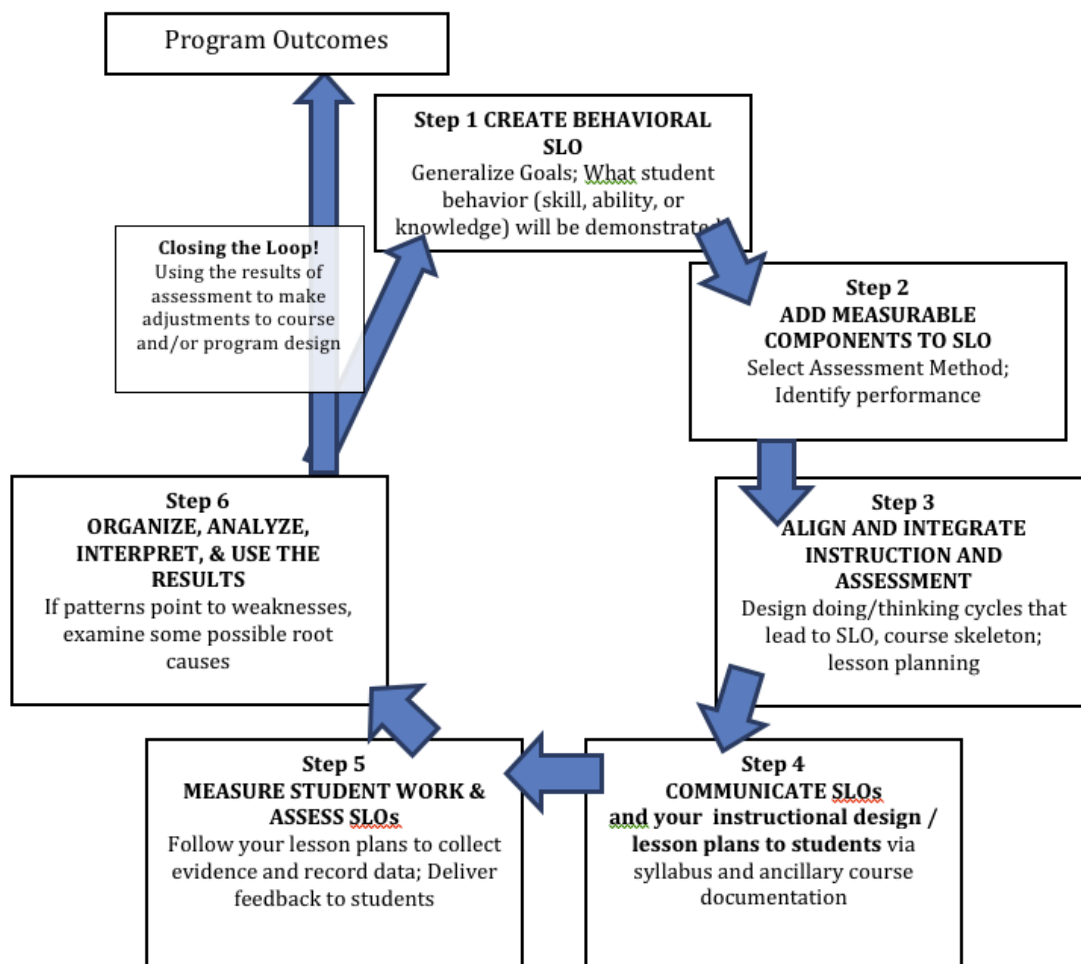 Program Outcomes
Step 1 CREATE BEHAVIORAL
SLO
Generalize Goals; What student
behavior (skill, ability, or
knowledge) will be demonstrated
Closing the Loop!
Using the results of
assessment to make
adjustments to course
and/or program design
Step 2
ADD MEASURABLE
COMPONENTS TO SLO
Select Assessment Method;
Identify performance
Step 3
ALIGN AND INTEGRATE
INSTRUCTION AND
ASSESSMENT
Design doing/thinking cycles that
lead to SLO, course skeleton;
lesson planning
Step 4
COMMUNICATE SLOs
and your instructional design /
lesson plans to students via
syllabus and ancillary course
documentation
Step 5
MEASURE STUDENT WORK &
ASSESS SLOs
Follow your lesson plans to collect
evidence and record data; Deliver
feedback to students
Step 6
ORGANIZE, ANALYZE,
INTERPRET, & USE THE
RESULTS
If patterns point to weaknesses,
examine some possible root
causes